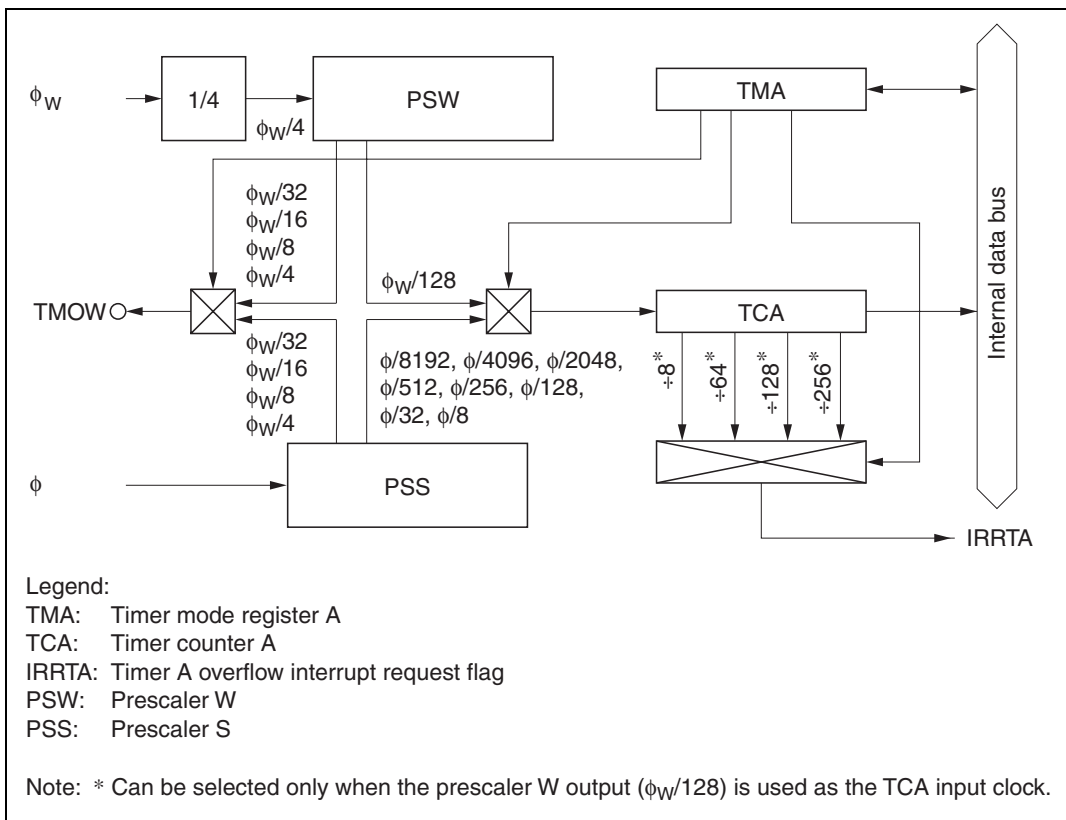 ϕW
1/4
ϕW/4
PSW
TMA
Internal data bus
ϕW/32
ϕW/16
ϕW/8
ϕW/4
ϕW/128
TMOW
TCA
ϕW/32
ϕW/16
ϕW/8
ϕW/4
ϕ/8192, ϕ/4096, ϕ/2048,
ϕ/512, ϕ/256, ϕ/128,
ϕ/32, ϕ/8
÷8*
÷64*
÷128*
÷256*
ϕ
PSS
IRRTA
Legend:
TMA: Timer mode register A
TCA: Timer counter A
IRRTA: Timer A overflow interrupt request flag
PSW: Prescaler W
PSS: Prescaler S
Note: * Can be selected only when the prescaler W output (ϕW/128) is used as the TCA input clock.